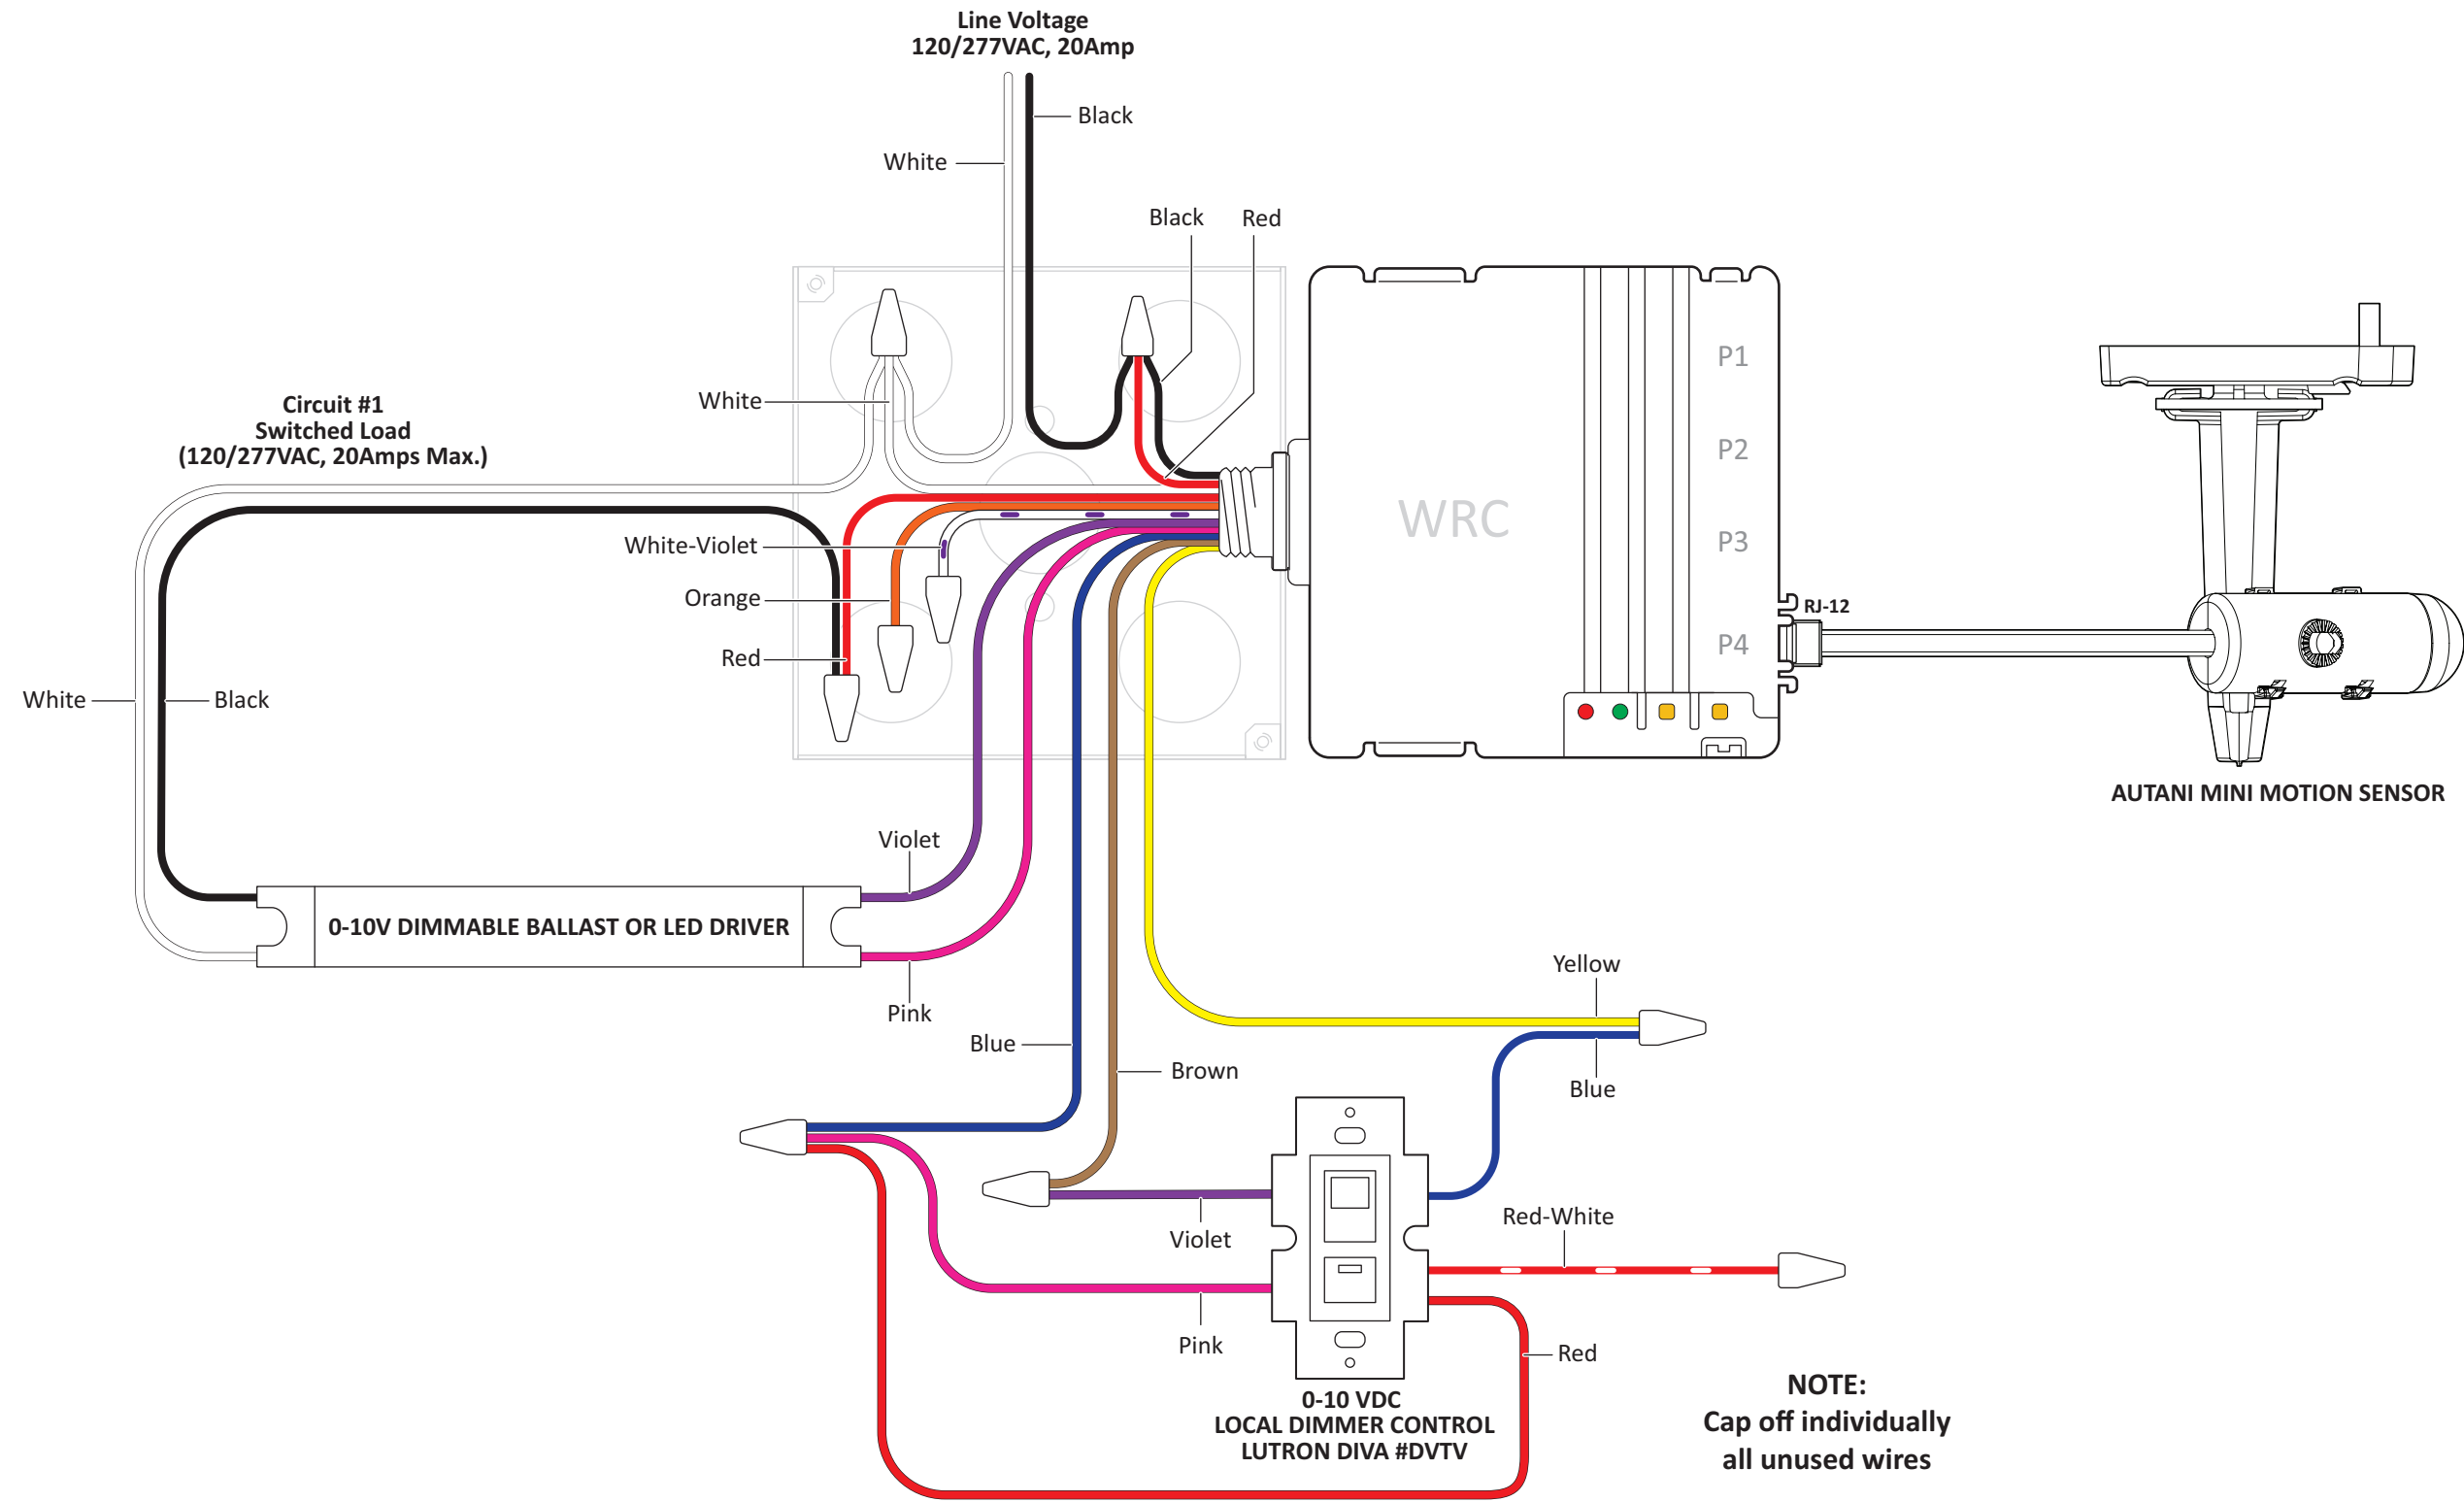 Line Voltage
120/277VAC, 20Amp
Black
White
Black
Red
White
Circuit #1
Switched Load
(120/277VAC, 20Amps Max.)
P1
P2
WRC
P3
P4
RJ-12
White-Violet
Orange
Red
White
Black
AUTANI MINI MOTION SENSOR
Violet
0-10V DIMMABLE BALLAST OR LED DRIVER
Pink
Blue
Brown
Yellow
Blue
Violet
Red-White
Pink
Red
0-10 VDC
LOCAL DIMMER CONTROL
LUTRON DIVA #DVTV
NOTE:
Cap off individually
all unused wires